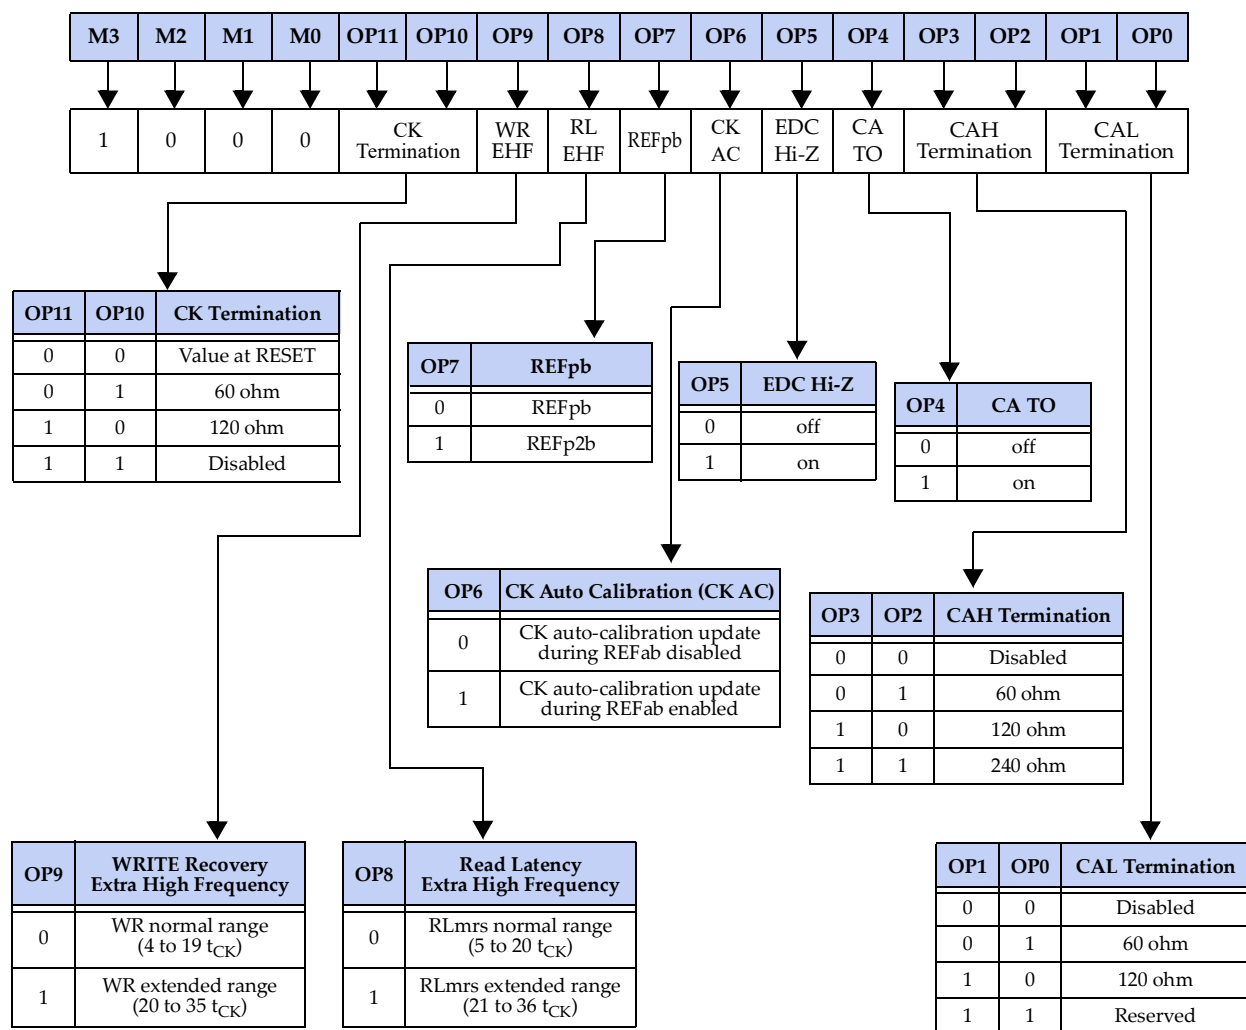 M3 M2 M1 M0 OP11 OP10 OP9 OP8 OP7 OP6 OP5 OP4 OP3 OP2 OP1 OP0
1 0 0 0 CK Termination WR EHF RL EHF REFpb CK AC EDC Hi-Z CA TO CAH Termination CAL Termination
OP11 OP10 CK Termination
0 0 Value at RESET
0 1 60 ohm
1 0 120 ohm
1 1 Disabled
OP7 REFpb
0 REFpb
1 REFp2b
OP5 EDC Hi-Z
0 off
1 on
OP4 CA TO
0 off
1 on
OP6 CK Auto Calibration (CK AC)
0 CK auto-calibration update
during REFab disabled
1 CK auto-calibration update
during REFab enabled
OP3 OP2 CAH Termination
0 0 Disabled
0 1 60 ohm
1 0 120 ohm
1 1 240 ohm
OP9 WRITE Recovery
Extra High Frequency
0 WR normal range
(4 to 19 tCK)
1 WR extended range
(20 to 35 tCK)
OP8 Read Latency
Extra High Frequency
0 RLmrs normal range
(5 to 20 tCK)
1 RLmrs extended range
(21 to 36 tCK)
OP1 OP0 CAL Termination
0 0 Disabled
0 1 60 ohm
1 0 120 ohm
1 1 Reserved